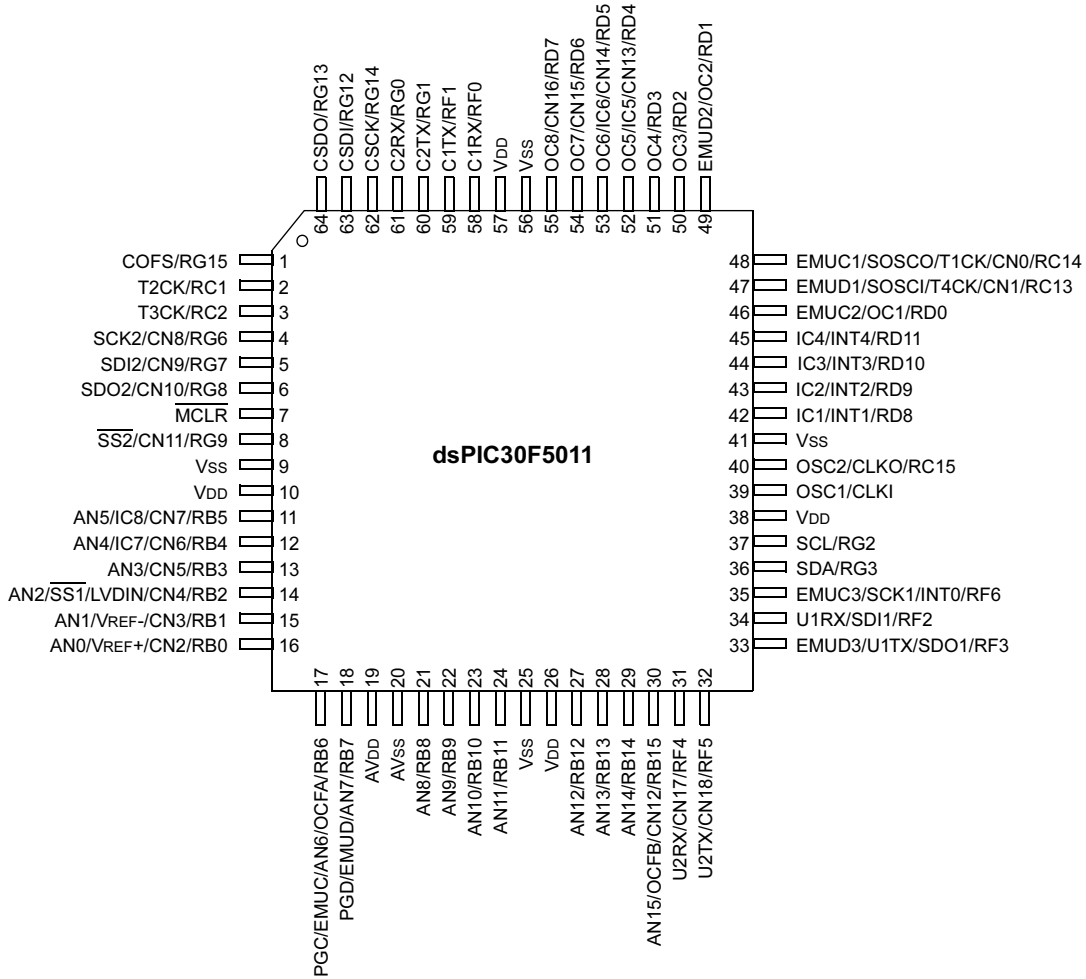 CSDO/RG13
CSDI/RG12
CSCK/RG14
C2RX/RG0
C2TX/RG1
C1TX/RF1
C1RX/RF0
VDD
VSS
OC8/CN16/RD7
OC7/CN15/RD6
OC6/IC6/CN14/RD5
OC5/IC5/CN13/RD4
OC4/RD3
OC3/RD2
EMUD2/OC2/RD1
64
63
62
61
60
59
58
57
56
55
54
53
52
51
50
49
COFS/RG15 1
T2CK/RC1 2
T3CK/RC2 3
SCK2/CN8/RG6 4
SDI2/CN9/RG7 5
SDO2/CN10/RG8 6
MCLR 7
SS2/CN11/RG9 8
VSS 9
VDD 10
AN5/IC8/CN7/RB5 11
AN4/IC7/CN6/RB4 12
AN3/CN5/RB3 13
AN2/SS1/LVDIN/CN4/RB2 14
AN1/VREF-/CN3/RB1 15
AN0/VREF+/CN2/RB0 16
dsPIC30F5011
48 EMUC1/SOSCO/T1CK/CN0/RC14
47 EMUD1/SOSCI/T4CK/CN1/RC13
46 EMUC2/OC1/RD0
45 IC4/INT4/RD11
44 IC3/INT3/RD10
43 IC2/INT2/RD9
42 IC1/INT1/RD8
41 VSS
40 OSC2/CLKO/RC15
39 OSC1/CLKI
38 VDD
37 SCL/RG2
36 SDA/RG3
35 EMUC3/SCK1/INT0/RF6
34 U1RX/SDI1/RF2
33 EMUD3/U1TX/SDO1/RF3
17
18
19
20
21
22
23
24
25
26
27
28
29
30
31
32
PGC/EMUC/AN6/OCFA/RB6
PGD/EMUD/AN7/RB7
AVDD
AVSS
AN8/RB8
AN9/RB9
AN10/RB10
AN11/RB11
VSS
VDD
AN12/RB12
AN13/RB13
AN14/RB14
AN15/OCFB/CN12/RB15
U2RX/CN17/RF4
U2TX/CN18/RF5